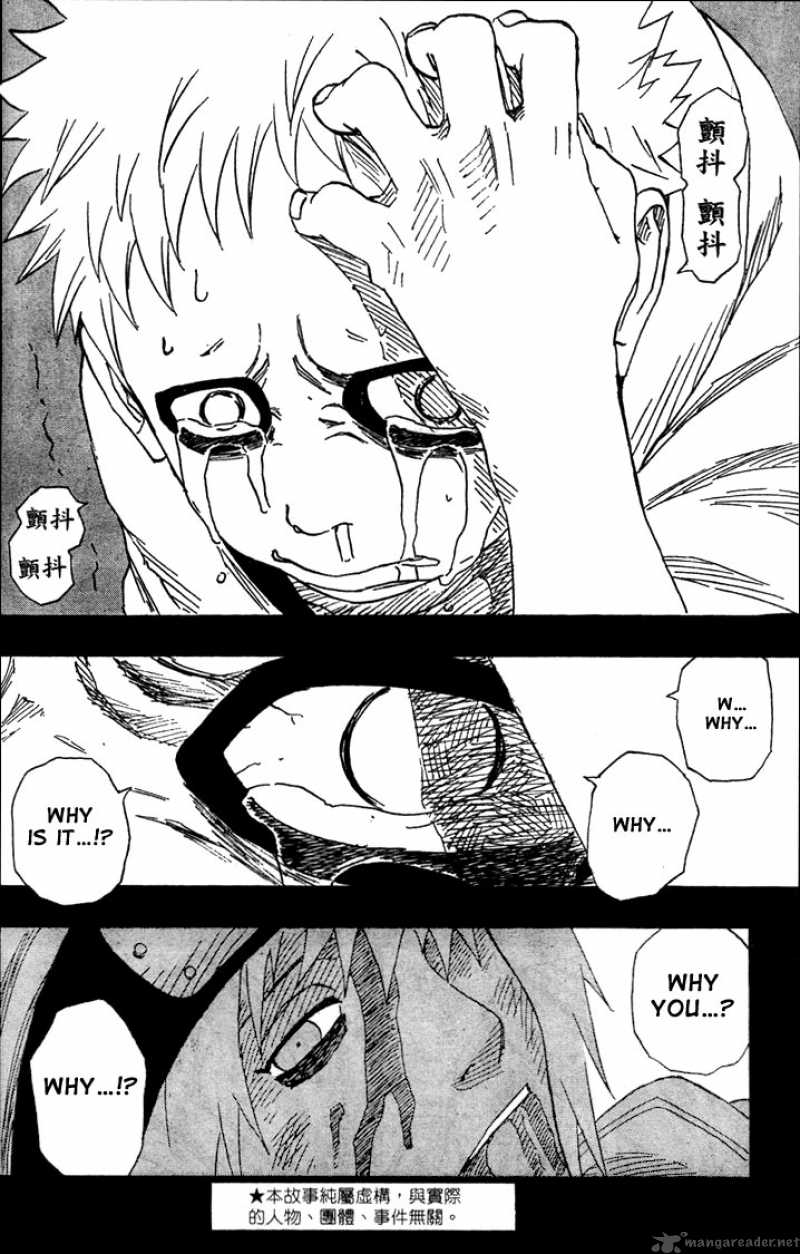 顫抖 顫抖
顫抖
顫抖
W...
WHY...
WHY...
WHY
IS IT...!?
WHY
YOU...?
WHY...!?
★本故事純屬虛構，與實際
的人物、團體、事件無關。
mangareader.net